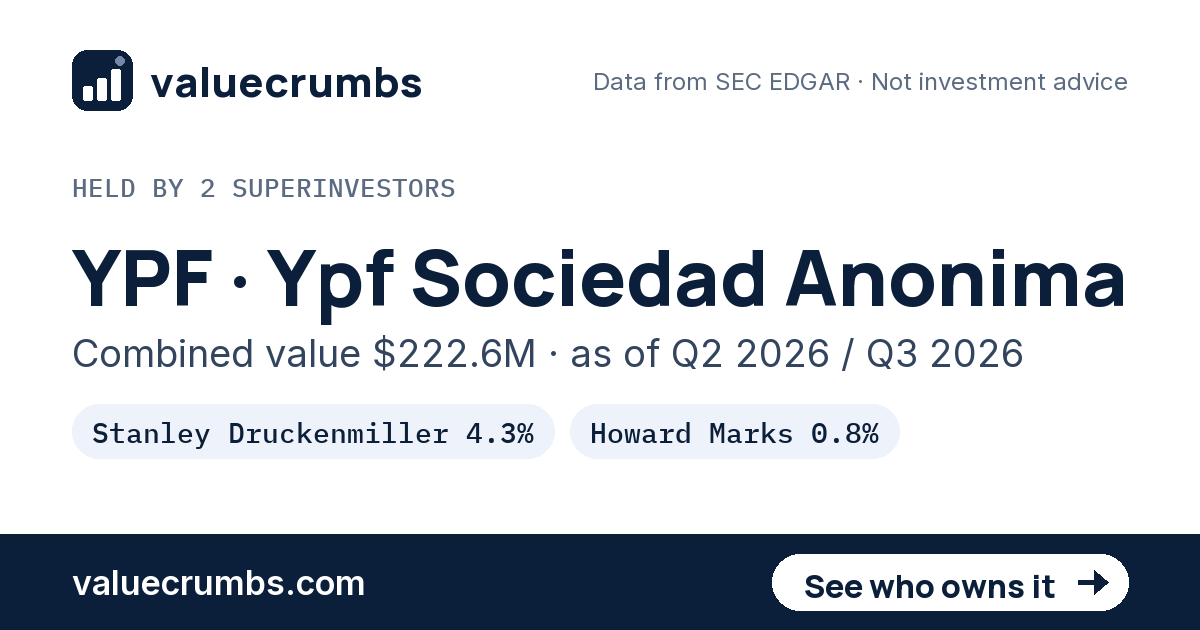 valuecrumbs
Data from SEC EDGAR · Not investment advice
HELD BY 2 SUPERINVESTORS
YPF · Ypf Sociedad Anonima
Combined value $222.6M · as of Q2 2026 / Q3 2026
Stanley Druckenmiller 4.3%
Howard Marks 0.8%
valuecrumbs.com
See who owns it →